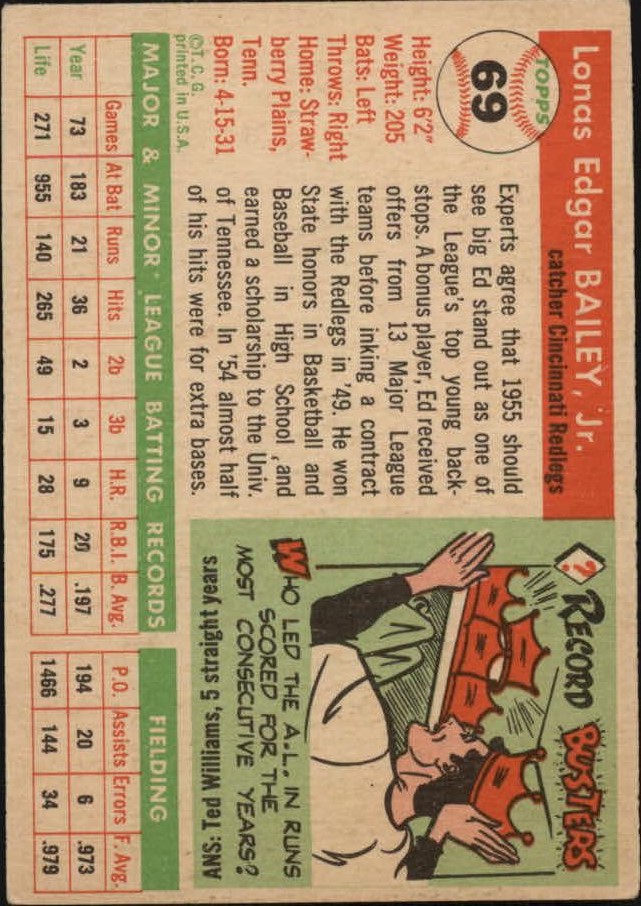 Lonas Edgar BAILEY, Jr.
catcher Cincinnati Redlegs
TOPPS
69
Height: 6'2"
Weight: 205
Bats: Left
Throws: Right
Home: Straw-
berry Plains,
Tenn.
Born: 4-15-31
©T.C.G.
printed in U.S.A.
Experts agree that 1955 should
see big Ed stand out as one of
the League's top young back-
stops. A bonus player, Ed received
offers from 13 Major League
teams before inking a contract
with the Redlegs in '49. He won
State honors in Basketball and
Baseball in High School, and
earned a scholarship to the Univ.
of Tennessee. In '54 almost half
of his hits were for extra bases.
? RECORD BUSTERS
WHO LED THE A.L. IN RUNS
SCORED FOR THE
MOST CONSECUTIVE YEARS?
ANS: Ted Williams, 5 straight years
MAJOR & MINOR LEAGUE BATTING RECORDS FIELDING
Games At Bat Runs Hits 2b 3b H.R. R.B.I. B. Avg. P.O. Assists Errors F. Avg.
Year 73 183 21 36 2 3 9 20 .197 194 20 6 .973
Life 271 955 140 265 49 15 28 175 .277 1466 144 34 .979